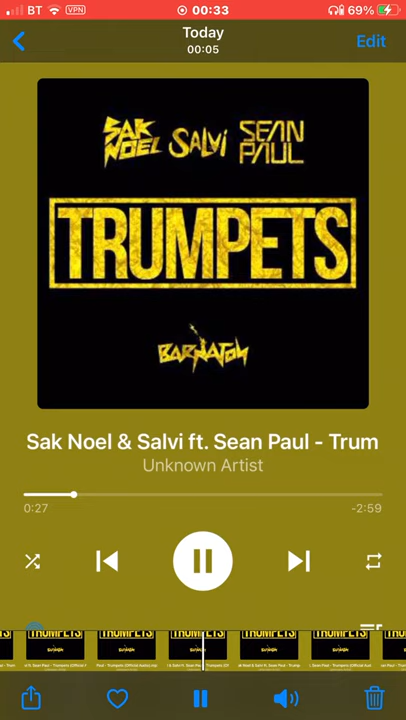 BT VPN 00:33 69%
Today
00:05
Edit
SAK NOEL SALVI SEAN PAUL
TRUMPETS
BARNATON
Sak Noel & Salvi ft. Sean Paul - Trum
Unknown Artist
0:27
-2:59